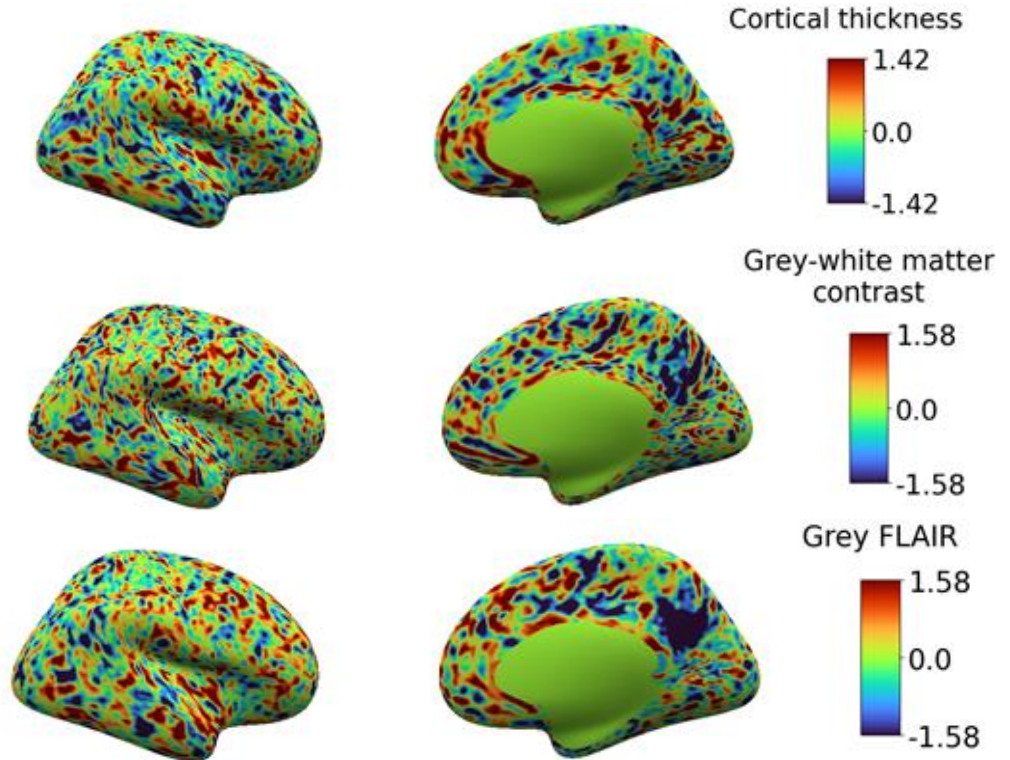 Cortical thickness
1.42
0.0
-1.42
Grey-white matter
contrast
1.58
0.0
-1.58
Grey FLAIR
1.58
0.0
-1.58